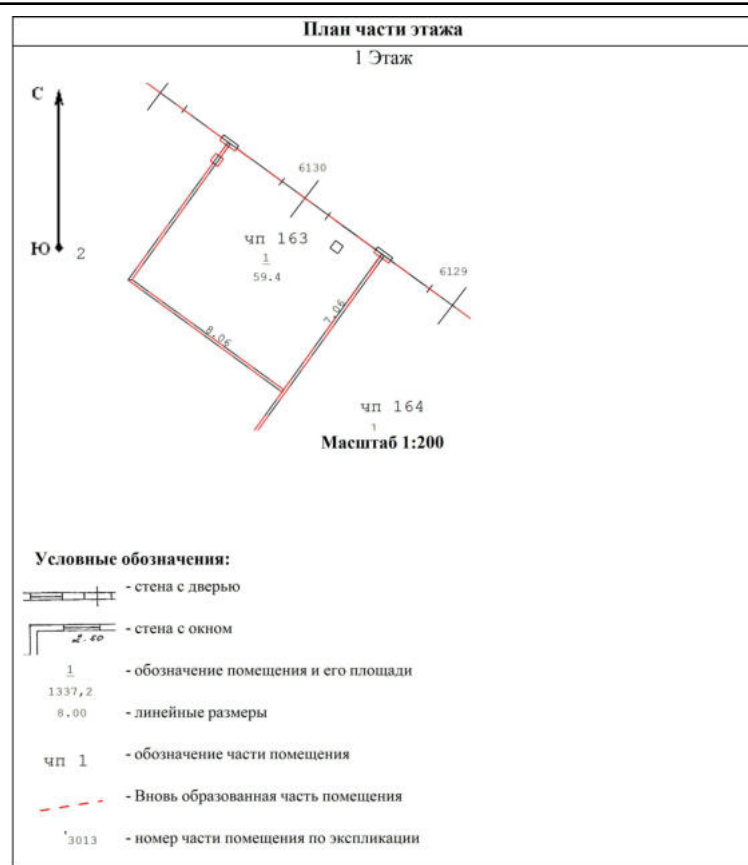 План части этажа
1 Этаж
С
6130
чп 163
Ю
2
1
59.4
6129
7.06
8.06
чп 164
1
Масштаб 1:200
Условные обозначения:
- стена с дверью
- стена с окном
2.80
1
- обозначение помещения и его площади
1337,2
8.00
- линейные размеры
чп 1
- обозначение части помещения
- Вновь образованная часть помещения
'3013
- номер части помещения по экспликации